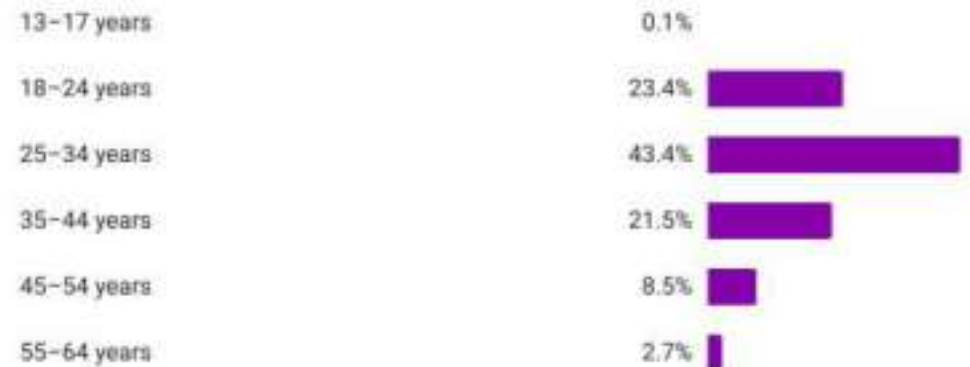 13–17 years 0.1%
18–24 years 23.4%
25–34 years 43.4%
35–44 years 21.5%
45–54 years 8.5%
55–64 years 2.7%